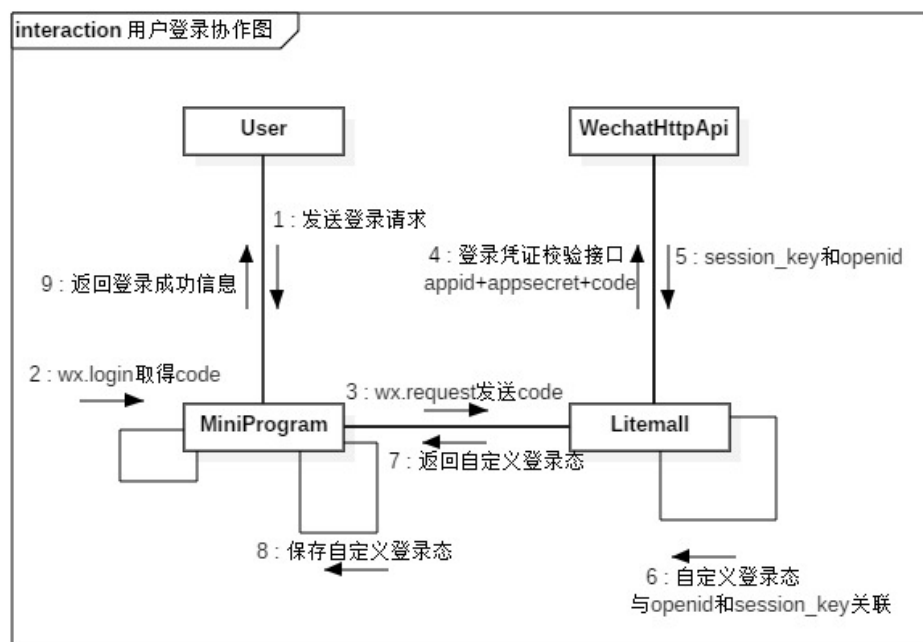 interaction 用户登录协作图
User
WechatHttpApi
1 : 发送登录请求
4 : 登录凭证校验接口
appid+appsecret+code
5 : session_key和openid
9 : 返回登录成功信息
2 : wx.login取得code
3 : wx.request发送code
MiniProgram
Litemall
7 : 返回自定义登录态
8 : 保存自定义登录态
6 : 自定义登录态
与openid和session_key关联